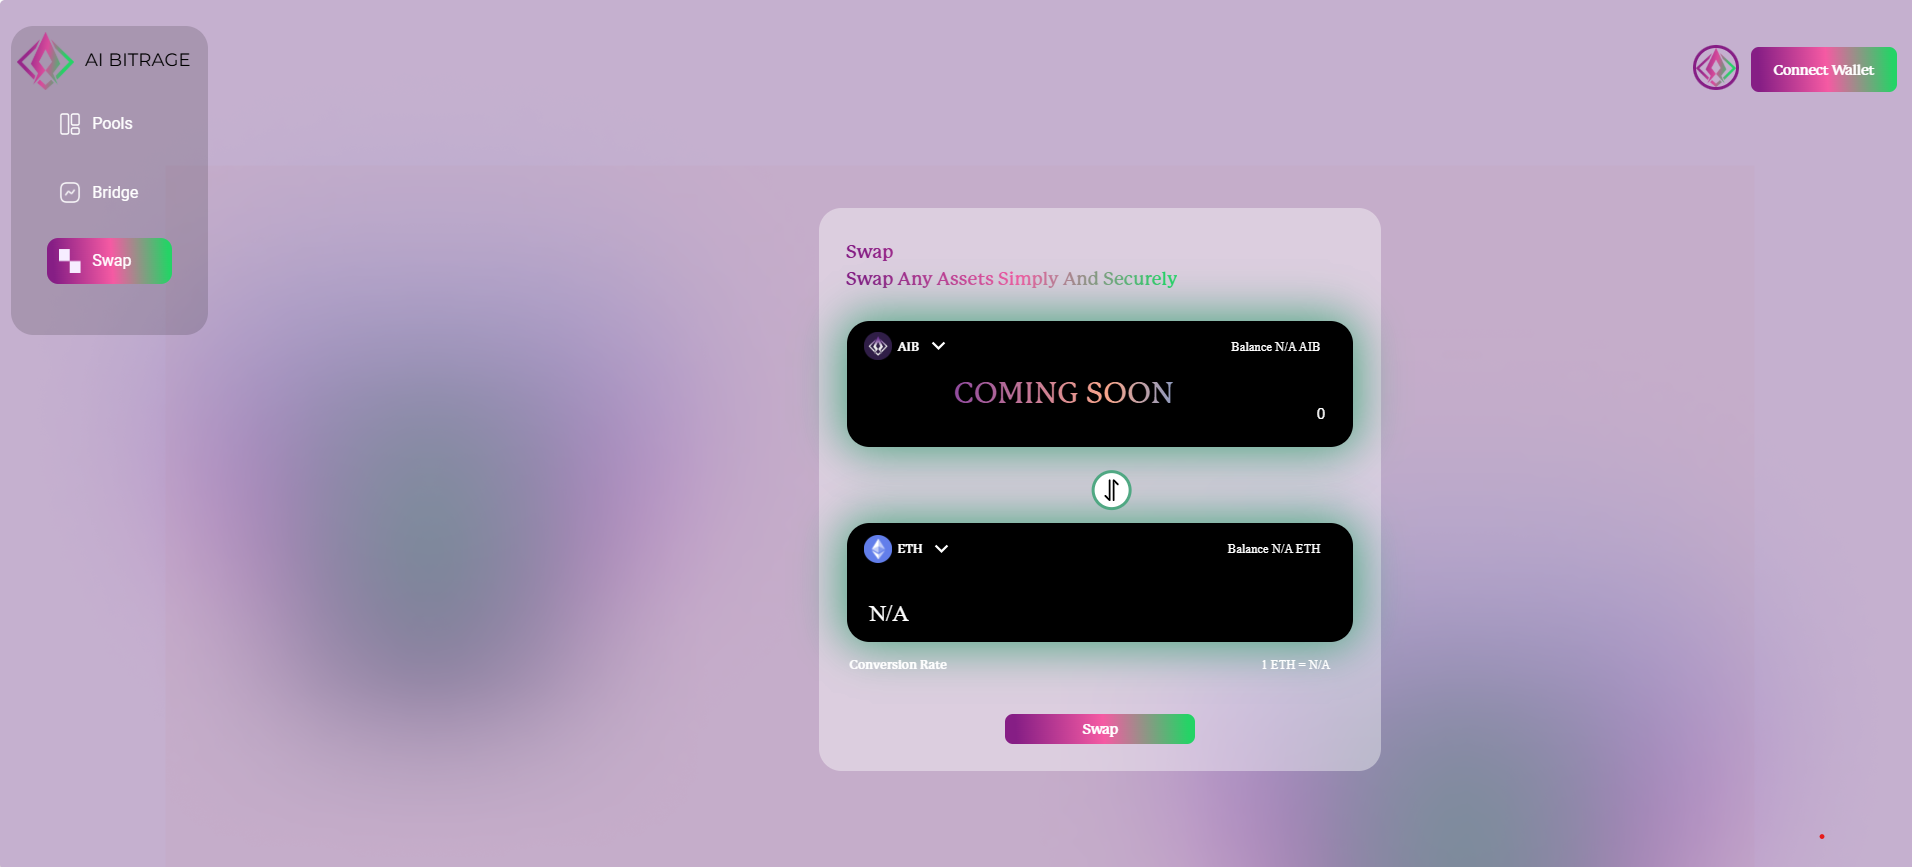 AI BITRAGE
Pools
Bridge
Swap
Connect Wallet
Swap
Swap Any Assets Simply And Securely
AIB
Balance N/A AIB
COMING SOON
0
ETH
Balance N/A ETH
N/A
Conversion Rate
1 ETH = N/A
Swap